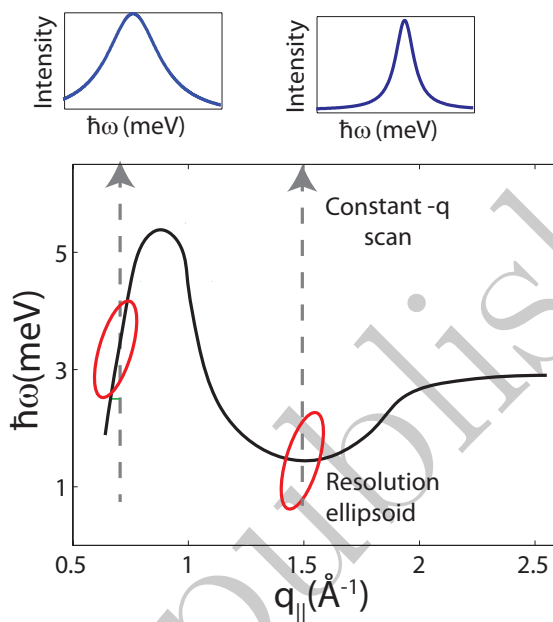 Intensity
ħω (meV)
Intensity
ħω (meV)
ħω(meV)
5
3
1
Constant -q
scan
Resolution
ellipsoid
0.5
1
1.5
2
2.5
q||(Å-1)
publish